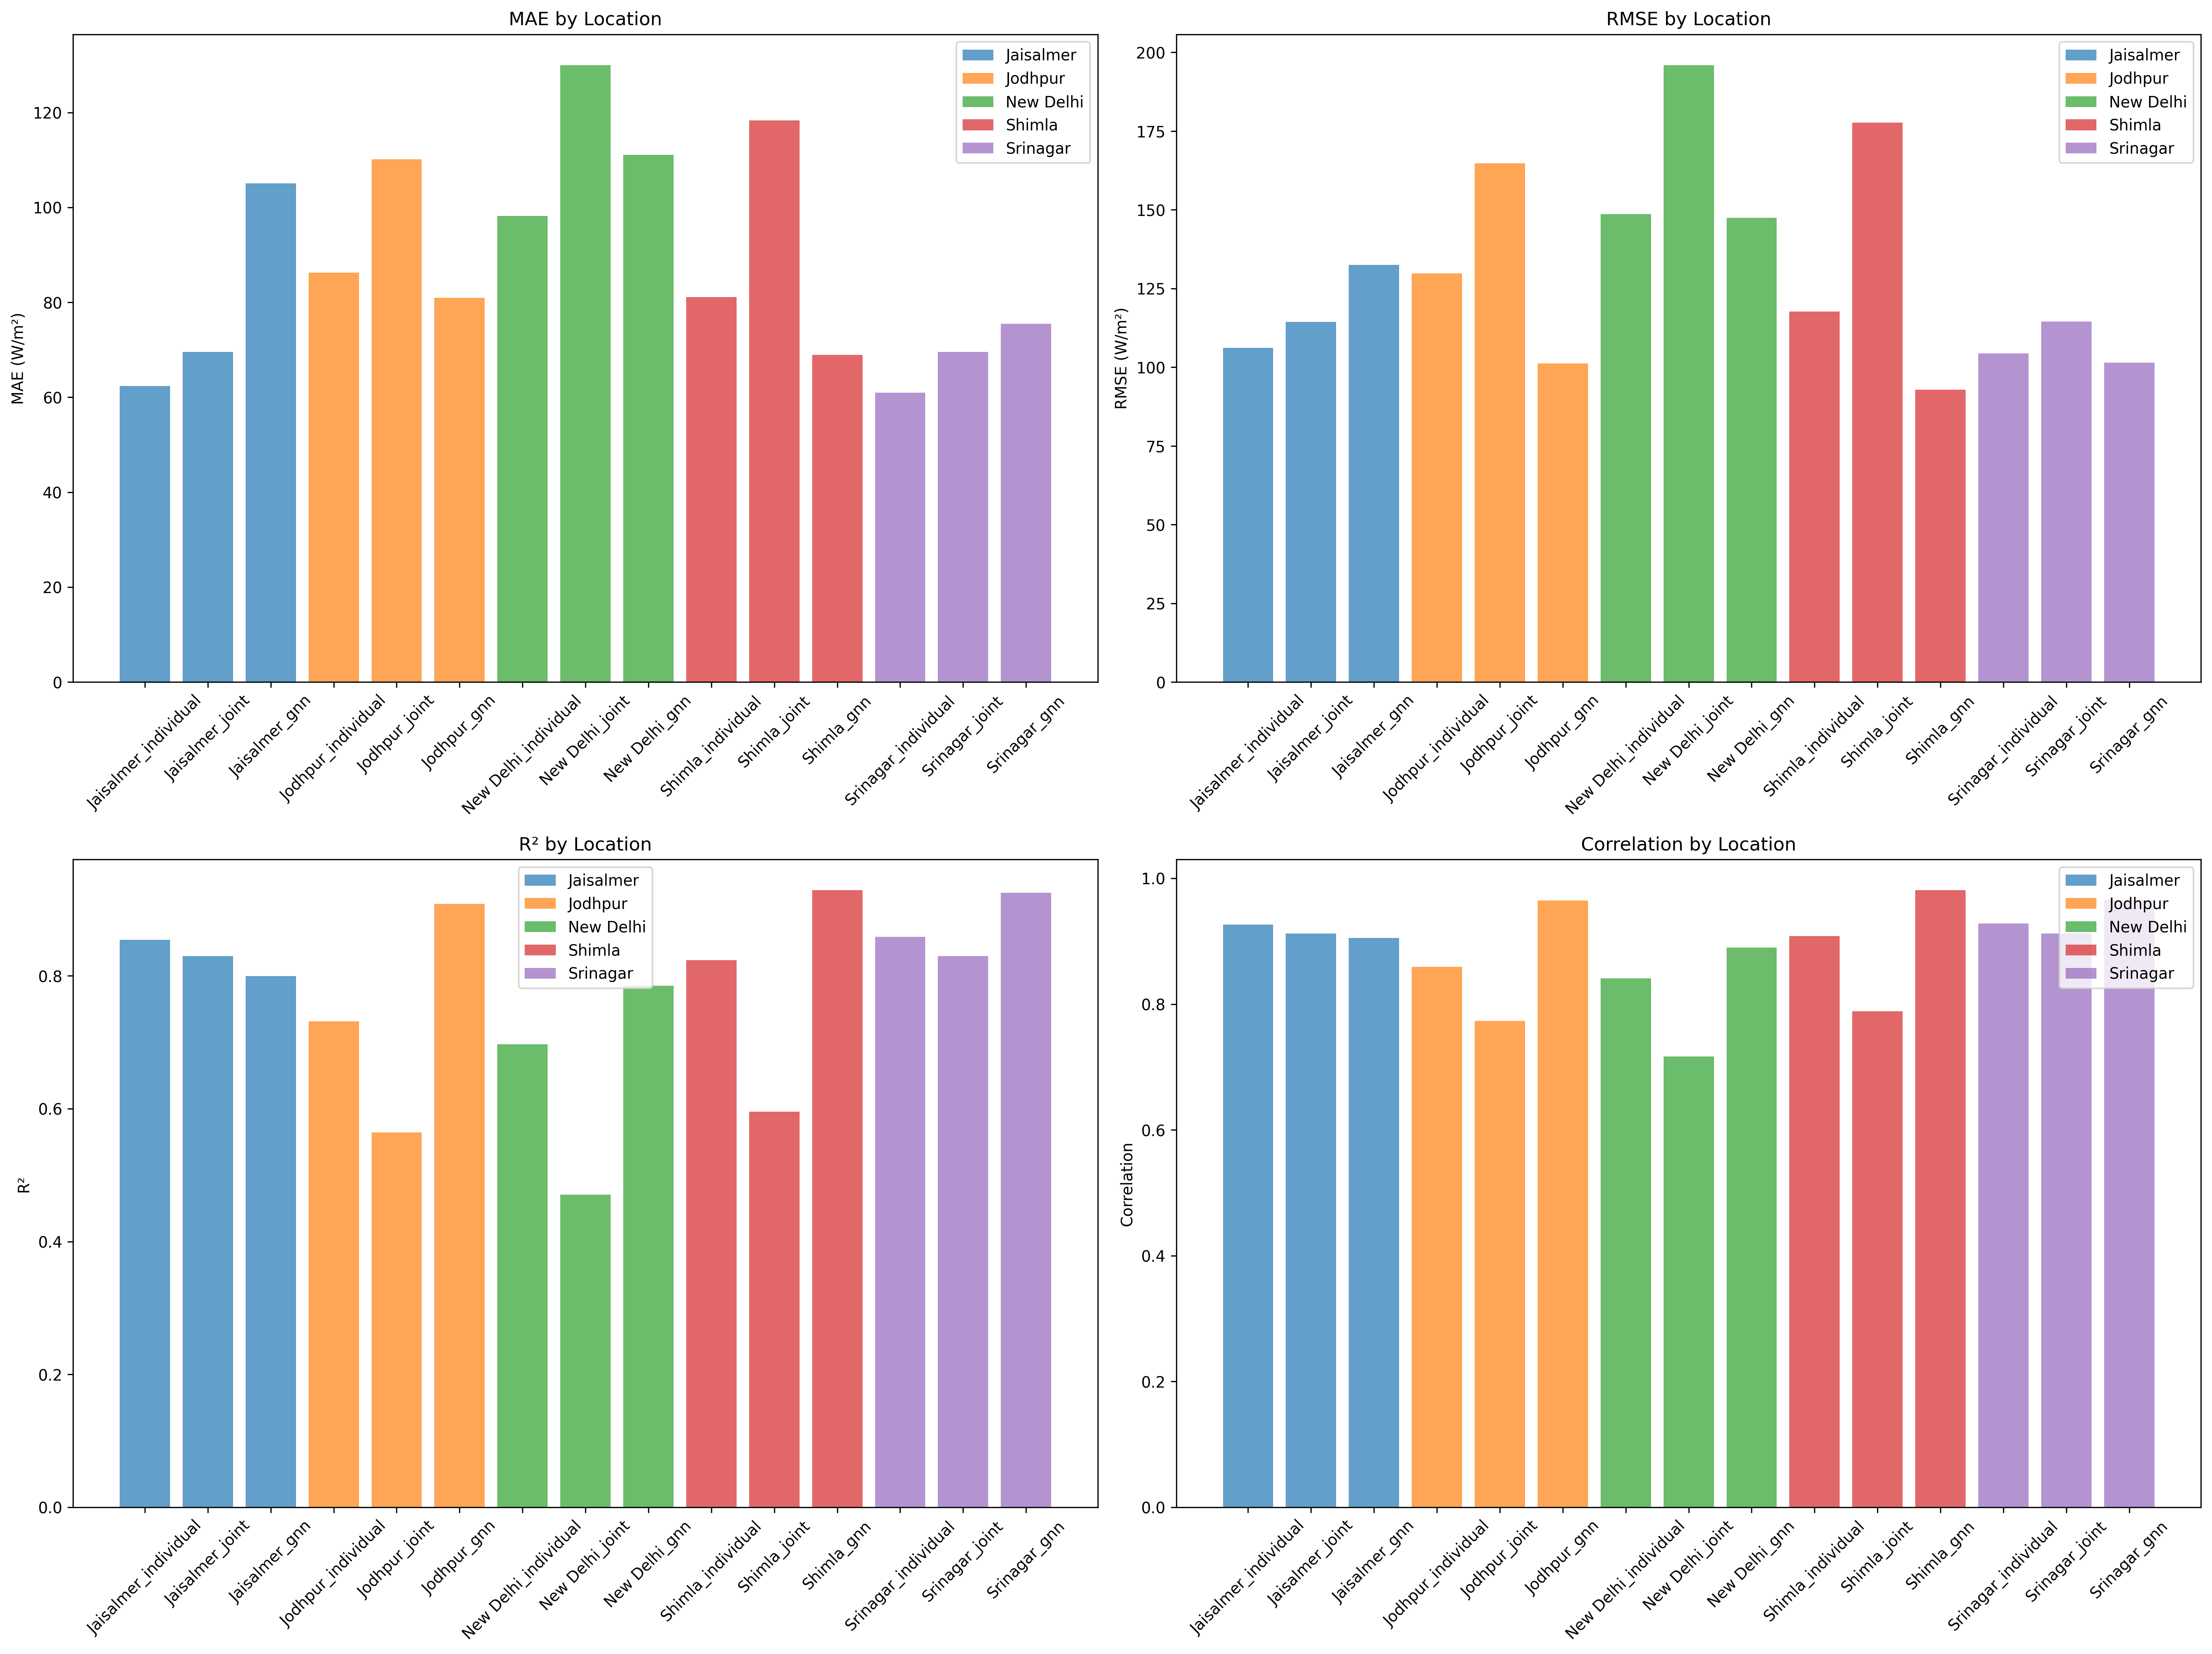 MAE by Location
MAE (W/m²)
120
100
80
60
40
20
0
Jaisalmer
Jodhpur
New Delhi
Shimla
Srinagar
Jaisalmer_individual
Jaisalmer_joint
Jaisalmer_gnn
Jodhpur_individual
Jodhpur_joint
Jodhpur_gnn
New Delhi_individual
New Delhi_joint
New Delhi_gnn
Shimla_individual
Shimla_joint
Shimla_gnn
Srinagar_individual
Srinagar_joint
Srinagar_gnn
RMSE by Location
RMSE (W/m²)
200
175
150
125
100
75
50
25
0
Jaisalmer
Jodhpur
New Delhi
Shimla
Srinagar
Jaisalmer_individual
Jaisalmer_joint
Jaisalmer_gnn
Jodhpur_individual
Jodhpur_joint
Jodhpur_gnn
New Delhi_individual
New Delhi_joint
New Delhi_gnn
Shimla_individual
Shimla_joint
Shimla_gnn
Srinagar_individual
Srinagar_joint
Srinagar_gnn
R² by Location
R²
0.8
0.6
0.4
0.2
0.0
Jaisalmer
Jodhpur
New Delhi
Shimla
Srinagar
Jaisalmer_individual
Jaisalmer_joint
Jaisalmer_gnn
Jodhpur_individual
Jodhpur_joint
Jodhpur_gnn
New Delhi_individual
New Delhi_joint
New Delhi_gnn
Shimla_individual
Shimla_joint
Shimla_gnn
Srinagar_individual
Srinagar_joint
Srinagar_gnn
Correlation by Location
Correlation
1.0
0.8
0.6
0.4
0.2
0.0
Jaisalmer
Jodhpur
New Delhi
Shimla
Srinagar
Jaisalmer_individual
Jaisalmer_joint
Jaisalmer_gnn
Jodhpur_individual
Jodhpur_joint
Jodhpur_gnn
New Delhi_individual
New Delhi_joint
New Delhi_gnn
Shimla_individual
Shimla_joint
Shimla_gnn
Srinagar_individual
Srinagar_joint
Srinagar_gnn